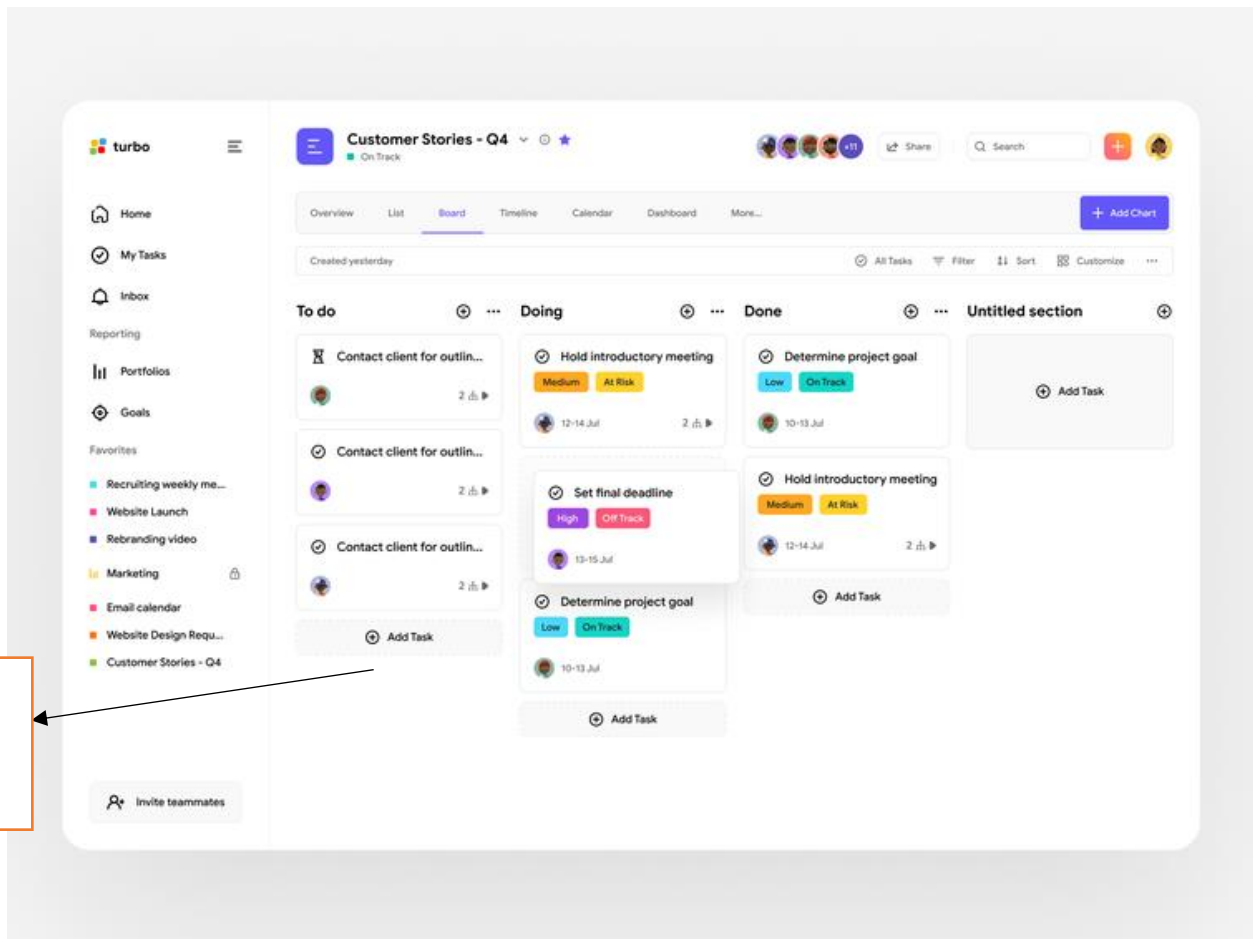 turbo
Home
My Tasks
Inbox
Reporting
Portfolios
Goals
Favorites
Recruiting weekly me...
Website Launch
Rebranding video
Marketing
Email calendar
Website Design Requ...
Customer Stories - Q4
Invite teammates
Customer Stories - Q4
On Track
+11
Share
Search
Overview List Board Timeline Calendar Dashboard More...
+ Add Chart
Created yesterday
All Tasks Filter Sort Customize ...
To do
Contact client for outlin...
2
Contact client for outlin...
2
Contact client for outlin...
2
Add Task
Doing
Hold introductory meeting
Medium At Risk
12-14 Jul 2
Set final deadline
High Off Track
13-15 Jul
Determine project goal
Low On Track
10-13 Jul
Add Task
Done
Determine project goal
Low On Track
10-13 Jul
Hold introductory meeting
Medium At Risk
12-14 Jul 2
Add Task
Untitled section
Add Task